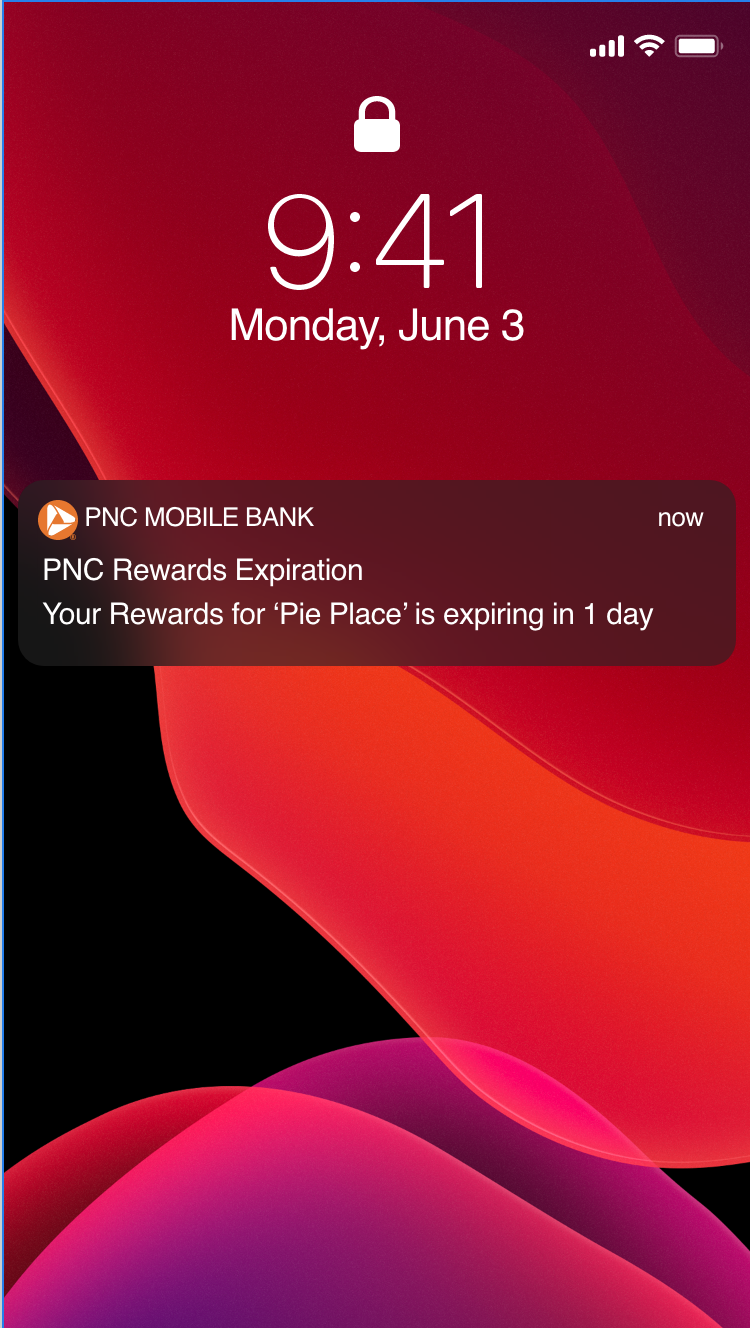 9:41
Monday, June 3
PNC MOBILE BANK now
PNC Rewards Expiration
Your Rewards for ‘Pie Place’ is expiring in 1 day